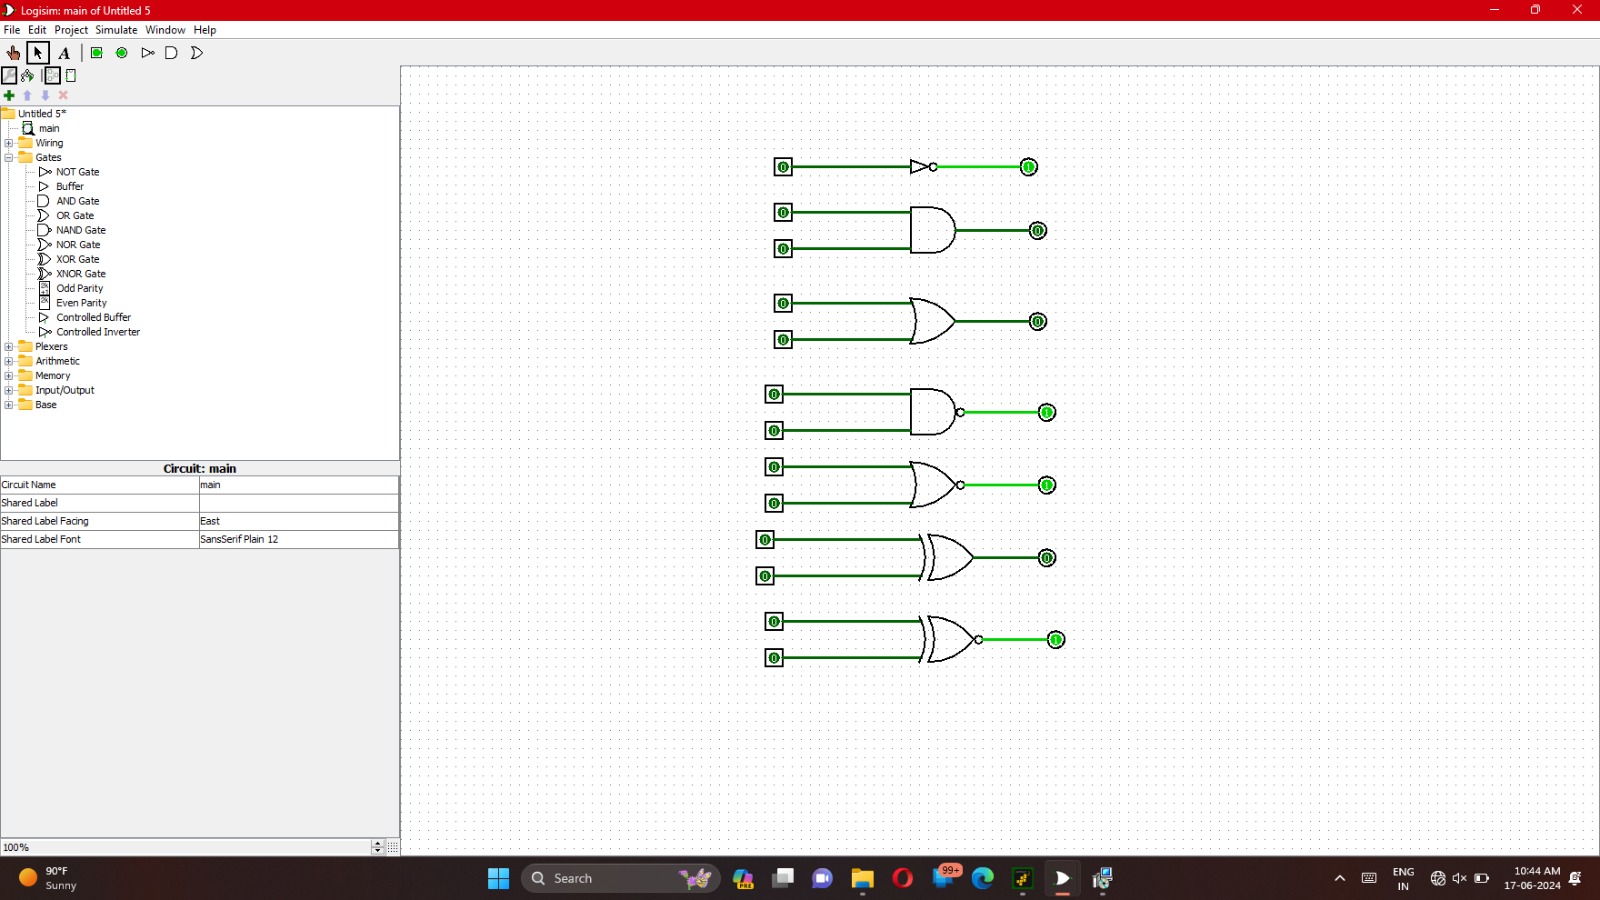 Logisim: main of Untitled 5
File Edit Project Simulate Window Help
A
Untitled 5*
main
Wiring
Gates
NOT Gate
Buffer
AND Gate
OR Gate
NAND Gate
NOR Gate
XOR Gate
XNOR Gate
Odd Parity
Even Parity
Controlled Buffer
Controlled Inverter
Plexers
Arithmetic
Memory
Input/Output
Base
Circuit: main
Circuit Name main
Shared Label
Shared Label Facing East
Shared Label Font SansSerif Plain 12
100%
0 1
0
0
0
0
0
0
0
1
0
0
1
0
0
0
0
0
1
0
90°F
Sunny
Search
PRE
99+
ENG
IN
10:44 AM
17-06-2024